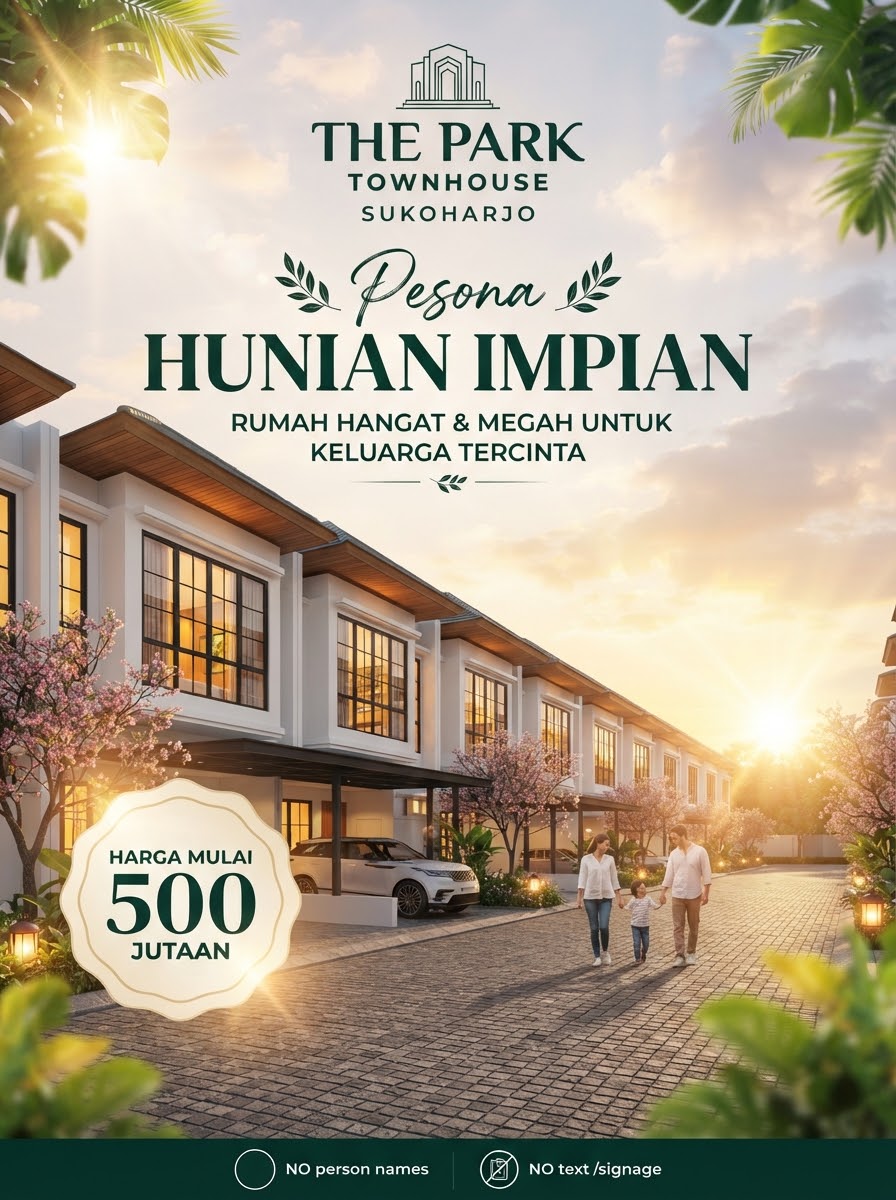 THE PARK
TOWNHOUSE
SUKOHARJO
Pesona
HUNIAN IMPIAN
RUMAH HANGAT & MEGAH UNTUK
KELUARGA TERCINTA
HARGA MULAI
500
JUTAAN
NO person names
NO text /signage